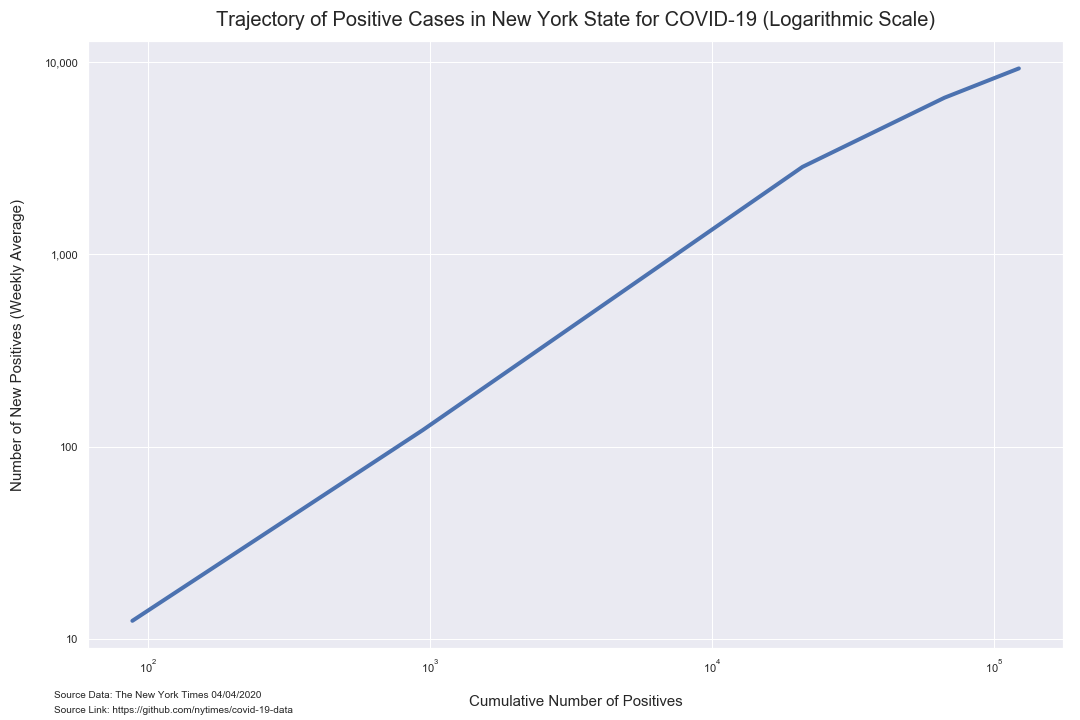 Trajectory of Positive Cases in New York State for COVID-19 (Logarithmic Scale)
10,000
1,000
100
10
Number of New Positives (Weekly Average)
10²
10³
10⁴
10⁵
Cumulative Number of Positives
Source Data: The New York Times 04/04/2020
Source Link: https://github.com/nytimes/covid-19-data